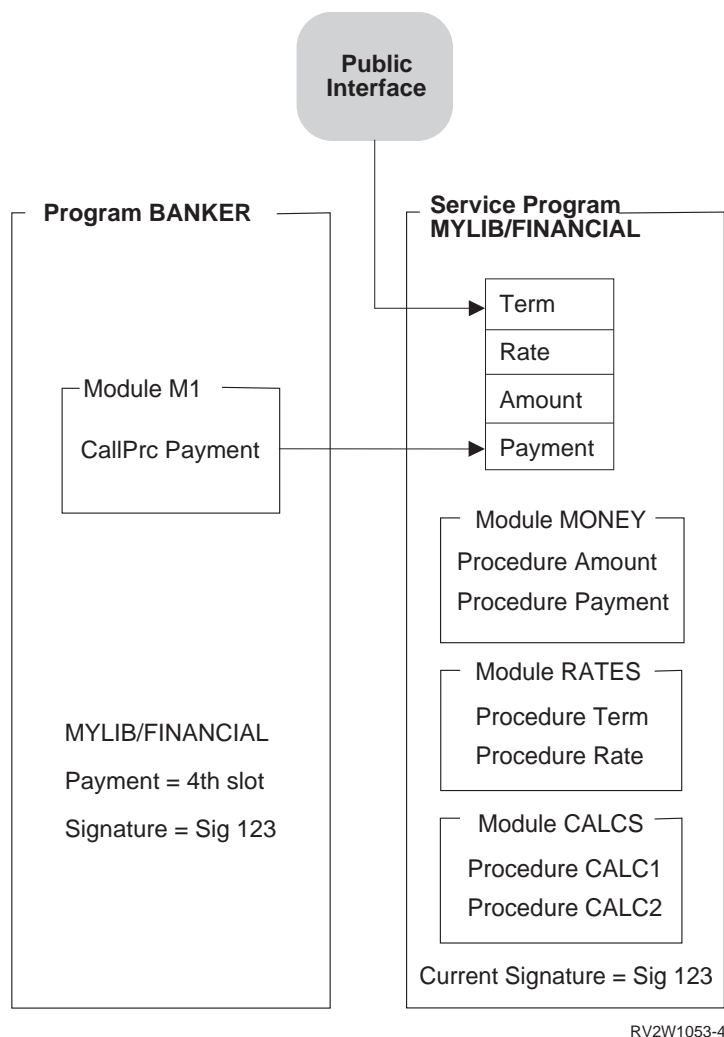 Public
Interface
Program BANKER
Module M1
CallPrc Payment
MYLIB/FINANCIAL
Payment = 4th slot
Signature = Sig 123
Service Program
MYLIB/FINANCIAL
Term
Rate
Amount
Payment
Module MONEY
Procedure Amount
Procedure Payment
Module RATES
Procedure Term
Procedure Rate
Module CALCS
Procedure CALC1
Procedure CALC2
Current Signature = Sig 123
RV2W1053-4